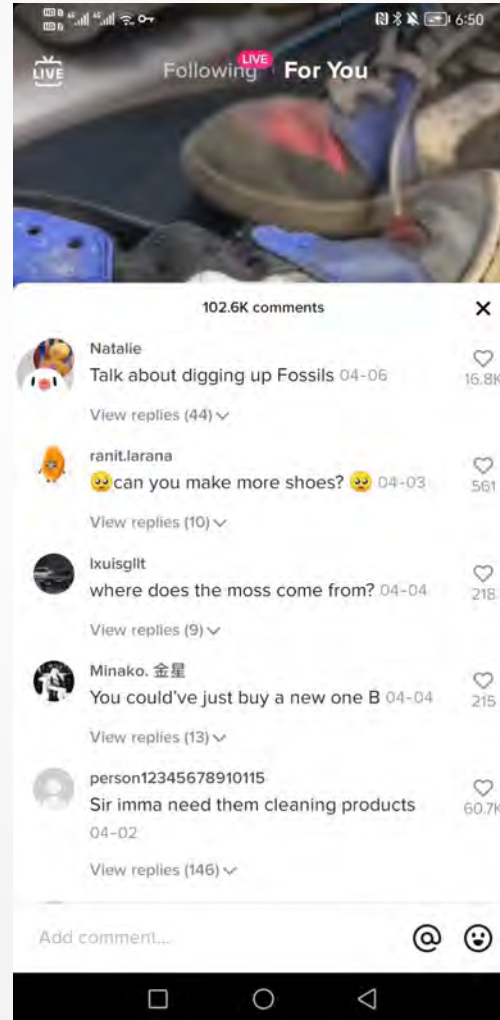 6:50
LIVE
Following LIVE For You
102.6K comments
Natalie
Talk about digging up Fossils 04-06
16.8K
View replies (44)
ranit.larana
🥺can you make more shoes? 🥺 04-03
561
View replies (10)
lxuisgllt
where does the moss come from? 04-04
218
View replies (9)
Minako. 金星
You could've just buy a new one B 04-04
215
View replies (13)
person12345678910115
Sir imma need them cleaning products
04-02
60.7K
View replies (146)
Add comment...